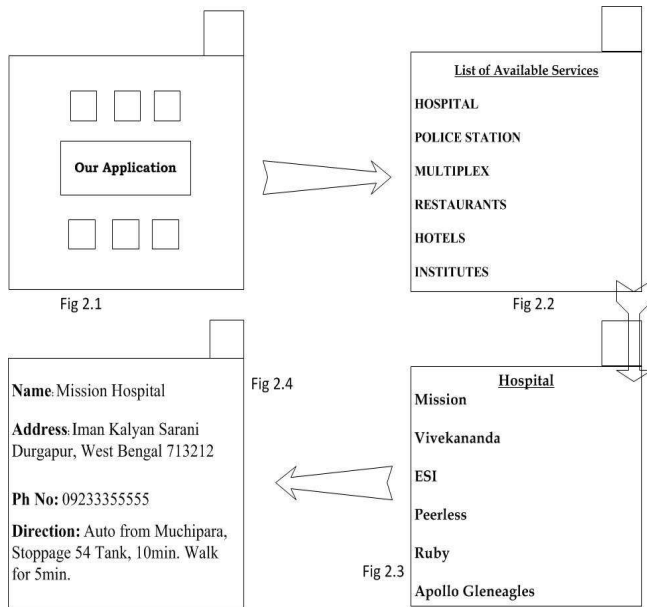 Our Application
Fig 2.1
List of Available Services
HOSPITAL
POLICE STATION
MULTIPLEX
RESTAURANTS
HOTELS
INSTITUTES
Fig 2.2
Hospital
Mission
Vivekananda
ESI
Peerless
Ruby
Apollo Gleneagles
Fig 2.3
Name: Mission Hospital
Address: Iman Kalyan Sarani
Durgapur, West Bengal 713212
Ph No: 09233355555
Direction: Auto from Muchipara,
Stoppage 54 Tank, 10min. Walk
for 5min.
Fig 2.4